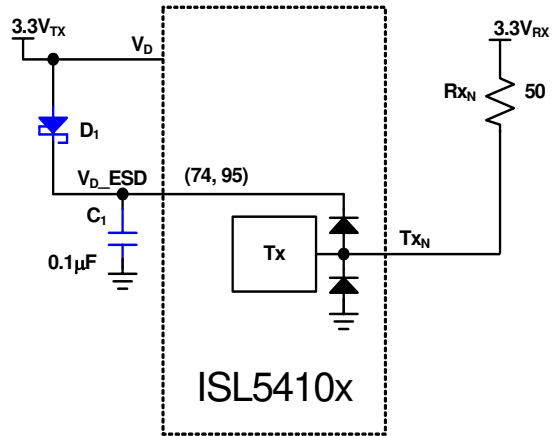 3.3VTX
VD
3.3VRX
RxN
50
D1
VD_ESD
(74, 95)
C1
0.1µF
Tx
TxN
ISL5410x